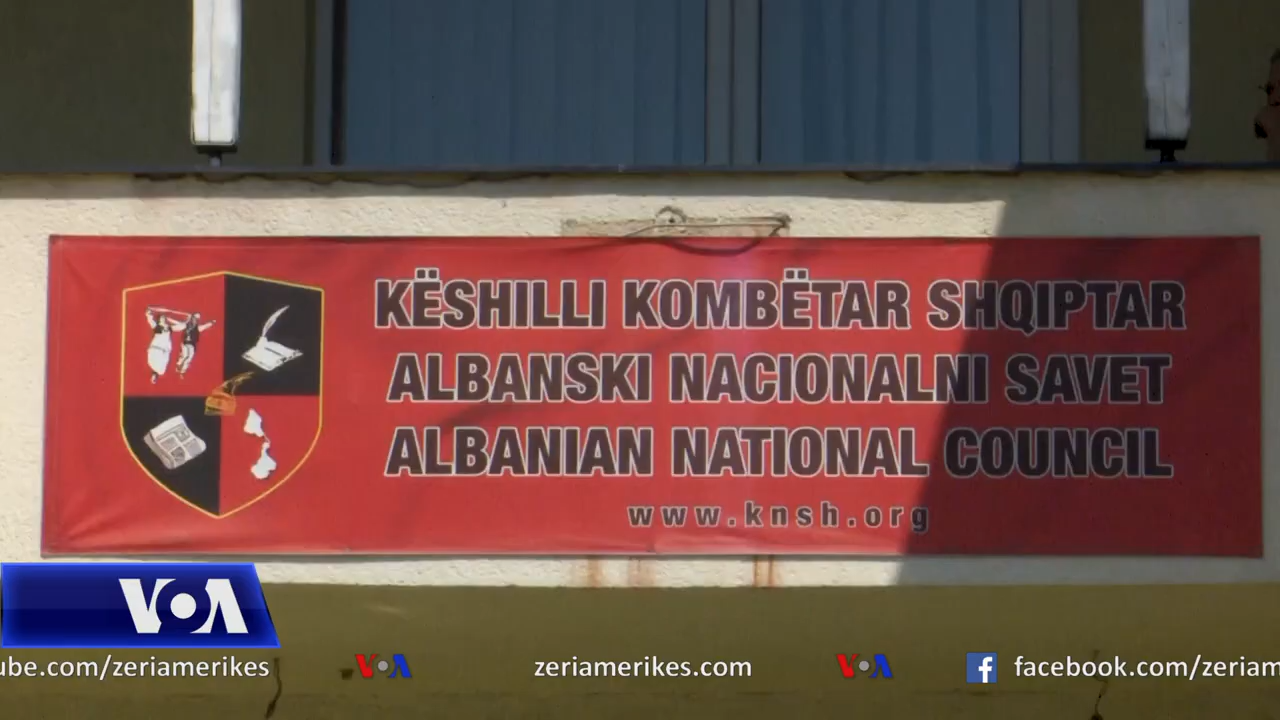 KËSHILLI KOMBËTAR SHQIPTAR
ALBANSKI NACIONALNI SAVET
ALBANIAN NATIONAL COUNCIL
www.knsh.org
VOA
ube.com/zeriamerikes VOA zeriamerikes.com VOA facebook.com/zeriam